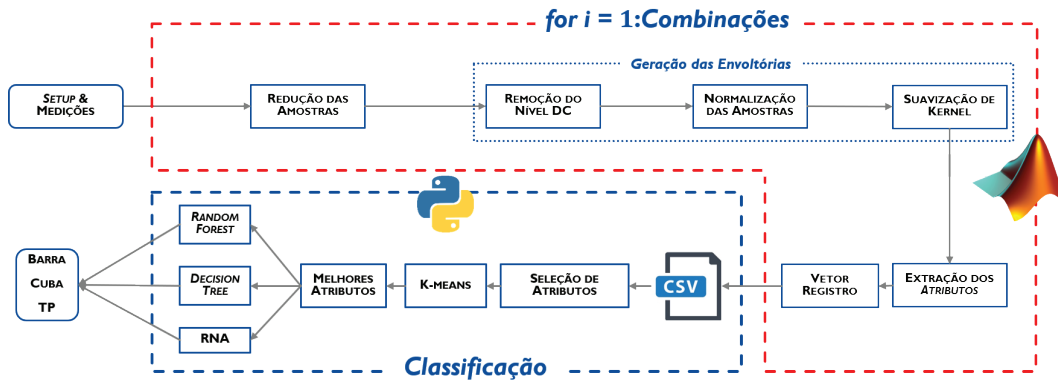 for i = 1:Combinações
Geração das Envoltórias
SETUP &
MEDIÇÕES
REDUÇÃO DAS
AMOSTRAS
REMOÇÃO DO
NÍVEL DC
NORMALIZAÇÃO
DAS AMOSTRAS
SUAVIZAÇÃO DE
KERNEL
EXTRAÇÃO DOS
ATRIBUTOS
VETOR
REGISTRO
CSV
SELEÇÃO DE
ATRIBUTOS
K-MEANS
MELHORES
ATRIBUTOS
RANDOM
FOREST
DECISION
TREE
RNA
BARRA
CUBA
TP
Classificação